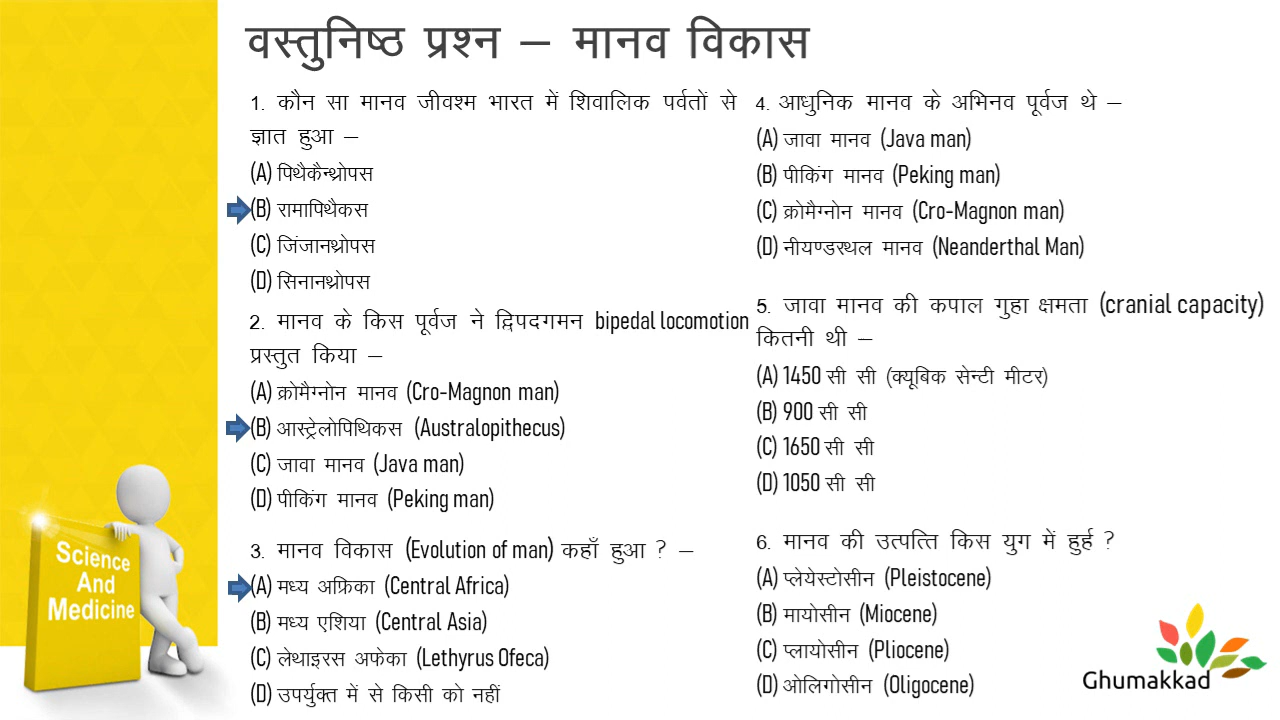 वस्तुनिष्ठ प्रश्न – मानव विकास
1. कौन सा मानव जीवश्म भारत में शिवालिक पर्वतों से
ज्ञात हुआ –
(A) पिथैकैन्थ्रोपस
(B) रामापिथैकस
(C) जिंजानथ्रोपस
(D) सिनानथ्रोपस
2. मानव के किस पूर्वज ने द्विपदगमन bipedal locomotion
प्रस्तुत किया –
(A) क्रोमैग्नोन मानव (Cro-Magnon man)
(B) आस्ट्रेलोपिथिकस (Australopithecus)
(C) जावा मानव (Java man)
(D) पीकिंग मानव (Peking man)
3. मानव विकास (Evolution of man) कहाँ हुआ ? –
(A) मध्य अफ्रिका (Central Africa)
(B) मध्य एशिया (Central Asia)
(C) लेथाइरस अफेका (Lethyrus Ofeca)
(D) उपर्युक्त में से किसी को नहीं
4. आधुनिक मानव के अभिनव पूर्वज थे –
(A) जावा मानव (Java man)
(B) पीकिंग मानव (Peking man)
(C) क्रोमैग्नोन मानव (Cro-Magnon man)
(D) नीयण्डरथल मानव (Neanderthal Man)
5. जावा मानव की कपाल गुहा क्षमता (cranial capacity)
कितनी थी –
(A) 1450 सी सी (क्यूबिक सेन्टी मीटर)
(B) 900 सी सी
(C) 1650 सी सी
(D) 1050 सी सी
6. मानव की उत्पत्ति किस युग में हुर्ह ?
(A) प्लेयेस्टोसीन (Pleistocene)
(B) मायोसीन (Miocene)
(C) प्लायोसीन (Pliocene)
(D) ओलिगोसीन (Oligocene)
Science
And
Medicine
Ghumakkad